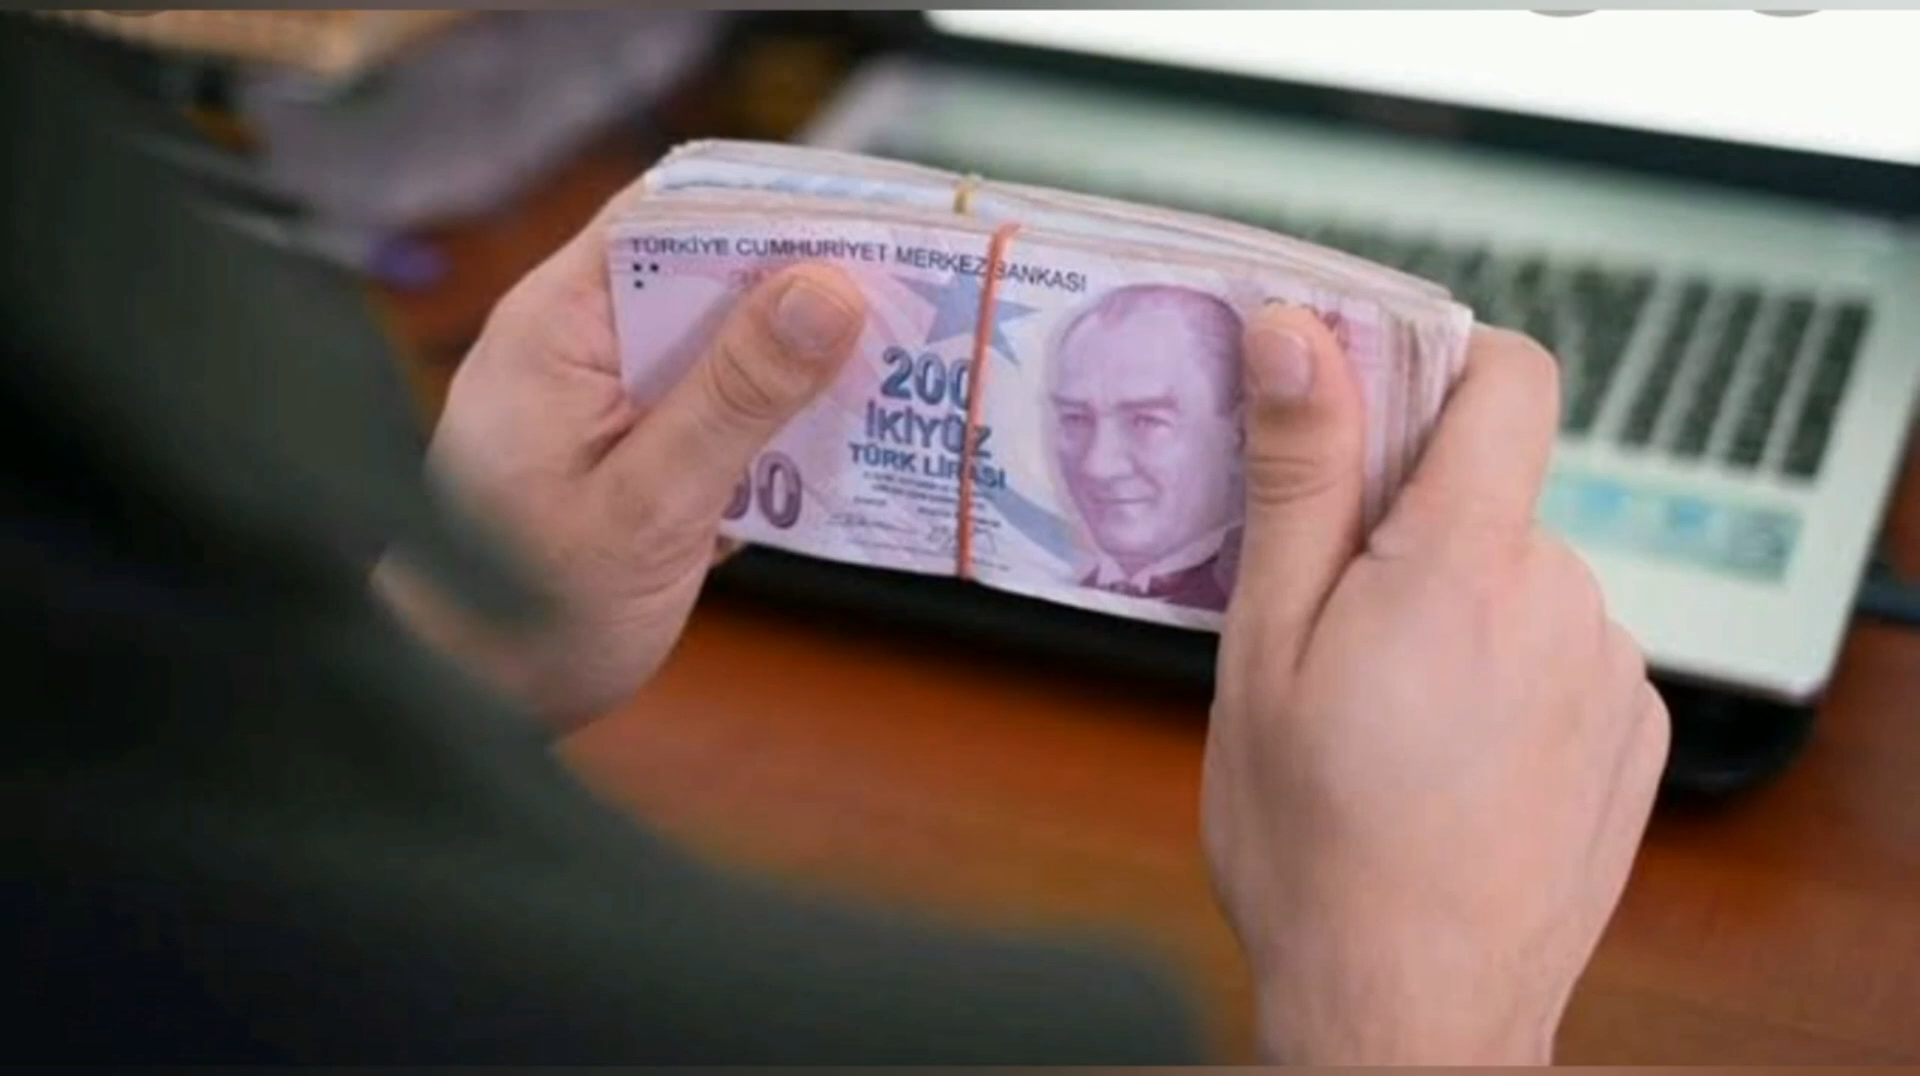 TÜRKİYE CUMHURİYET MERKEZ BANKASI
200
İKİYÜZ
TÜRK LİRASI